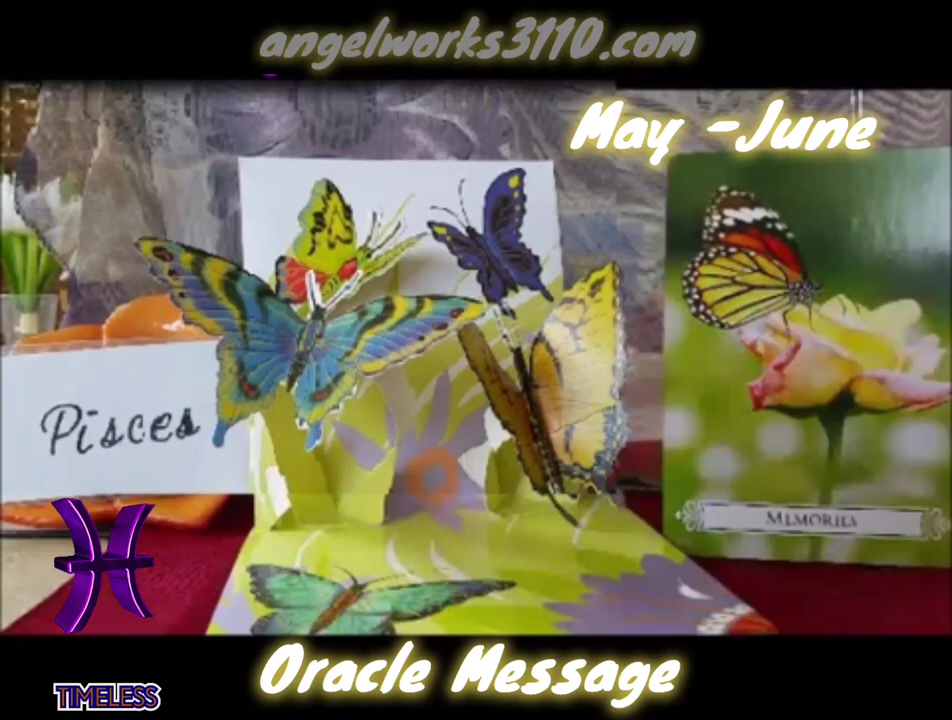 angelworks3110.com
May -June
Pisces
MEMORIES
Oracle Message
TIMELESS